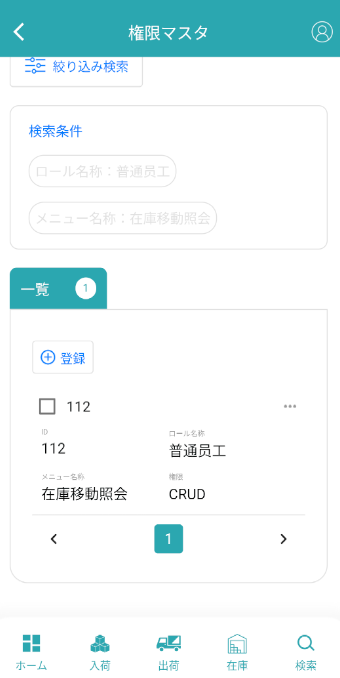 権限マスタ
絞り込み検索
検索条件
ロール名称：普通员工
メニュー名称：在庫移動照会
一覧 1
登録
112
ID
ロール名称
112
普通员工
メニュー名称
権限
在庫移動照会
CRUD
1
ホーム 入荷 出荷 在庫 検索